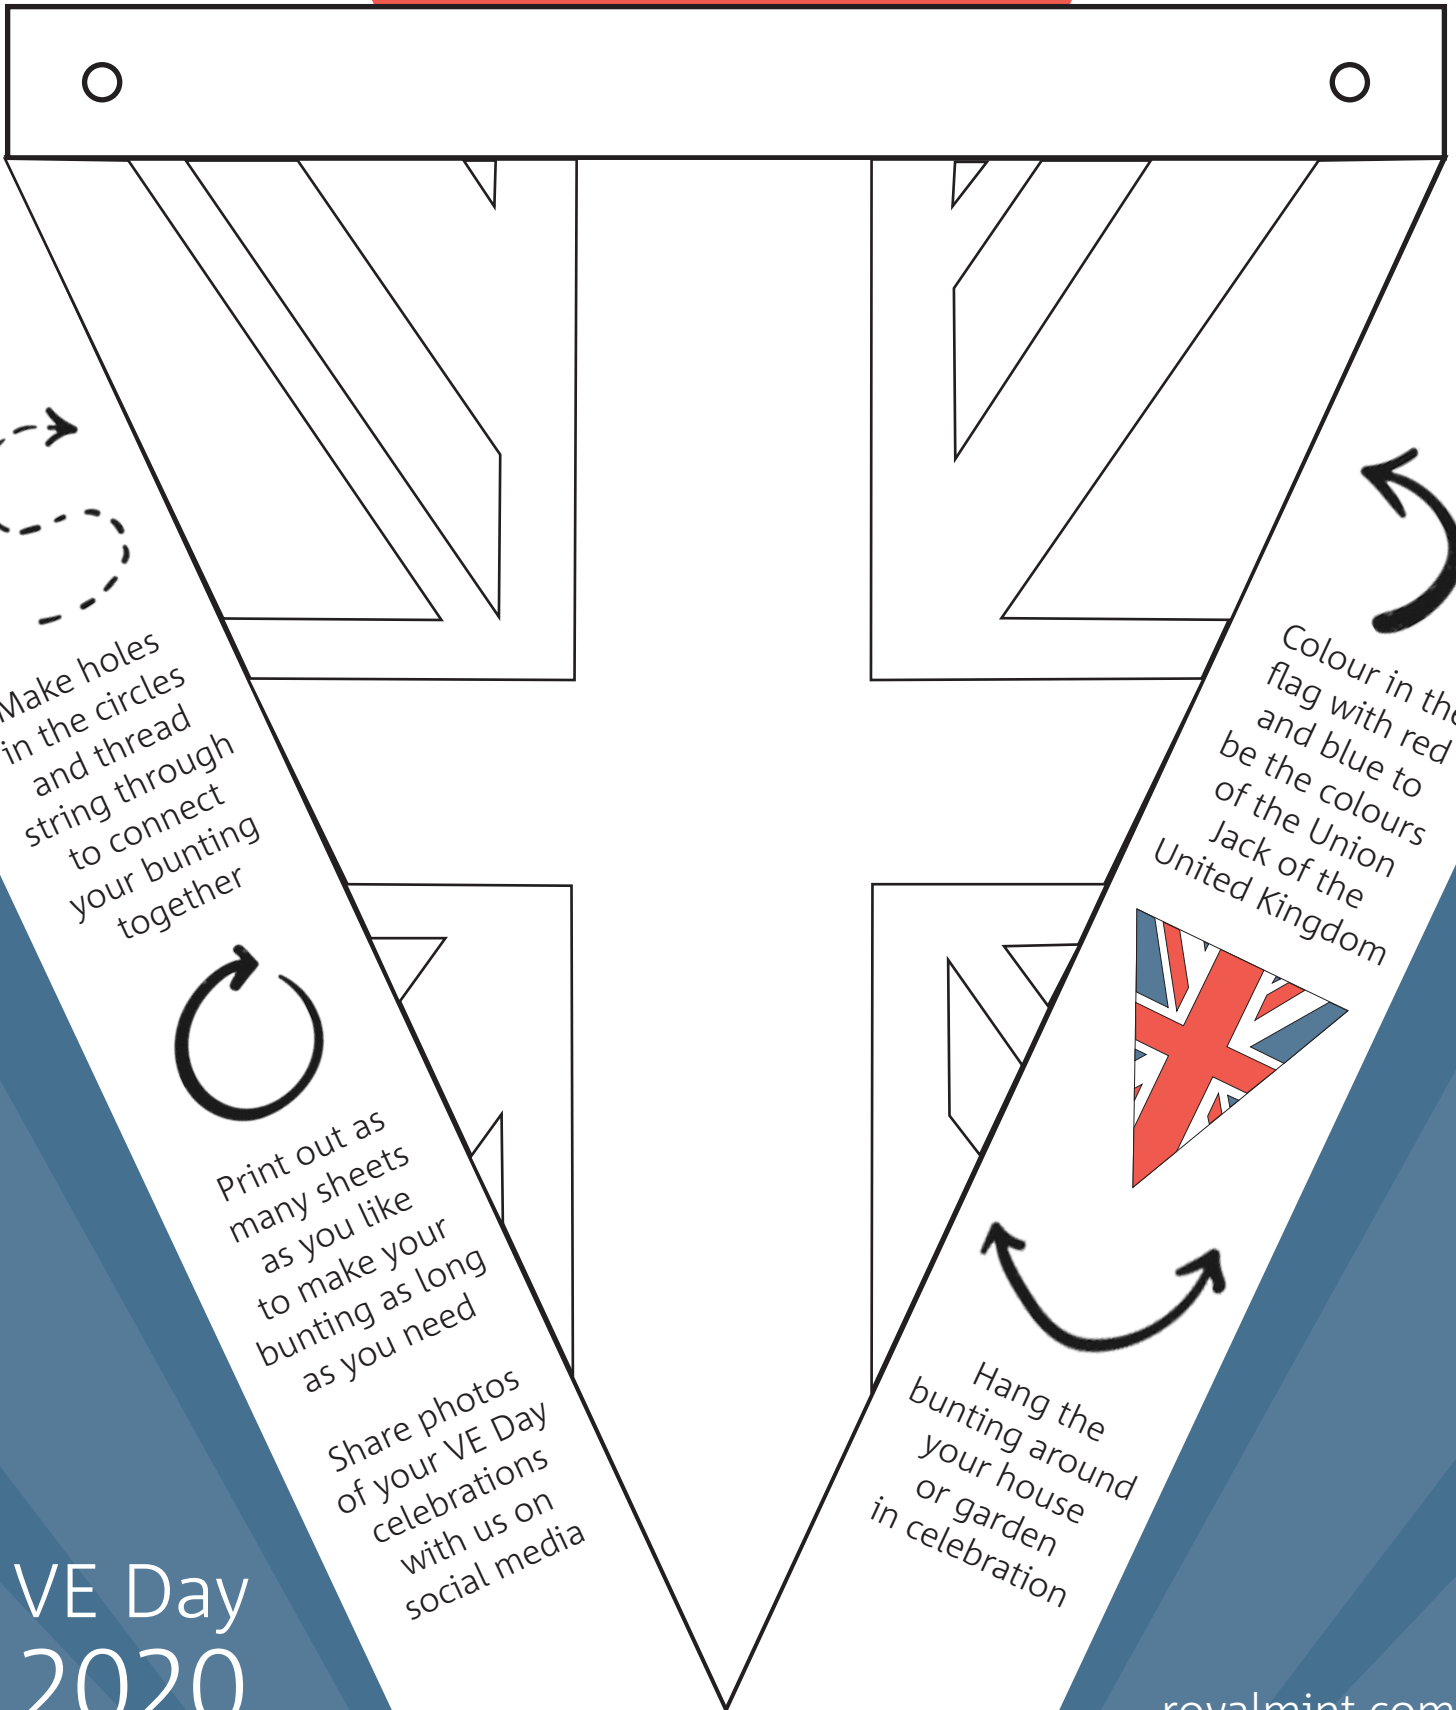 Make holes
in the circles
and thread
string through
to connect
your bunting
together
Print out as
many sheets
as you like
to make your
bunting as long
as you need
Share photos
of your VE Day
celebrations
with us on
social media
VE Day
2020
Colour in the
flag with red
and blue to
be the colours
of the Union
Jack of the
United Kingdom
Hang the
bunting around
your house
or garden
in celebration
royalmint.com